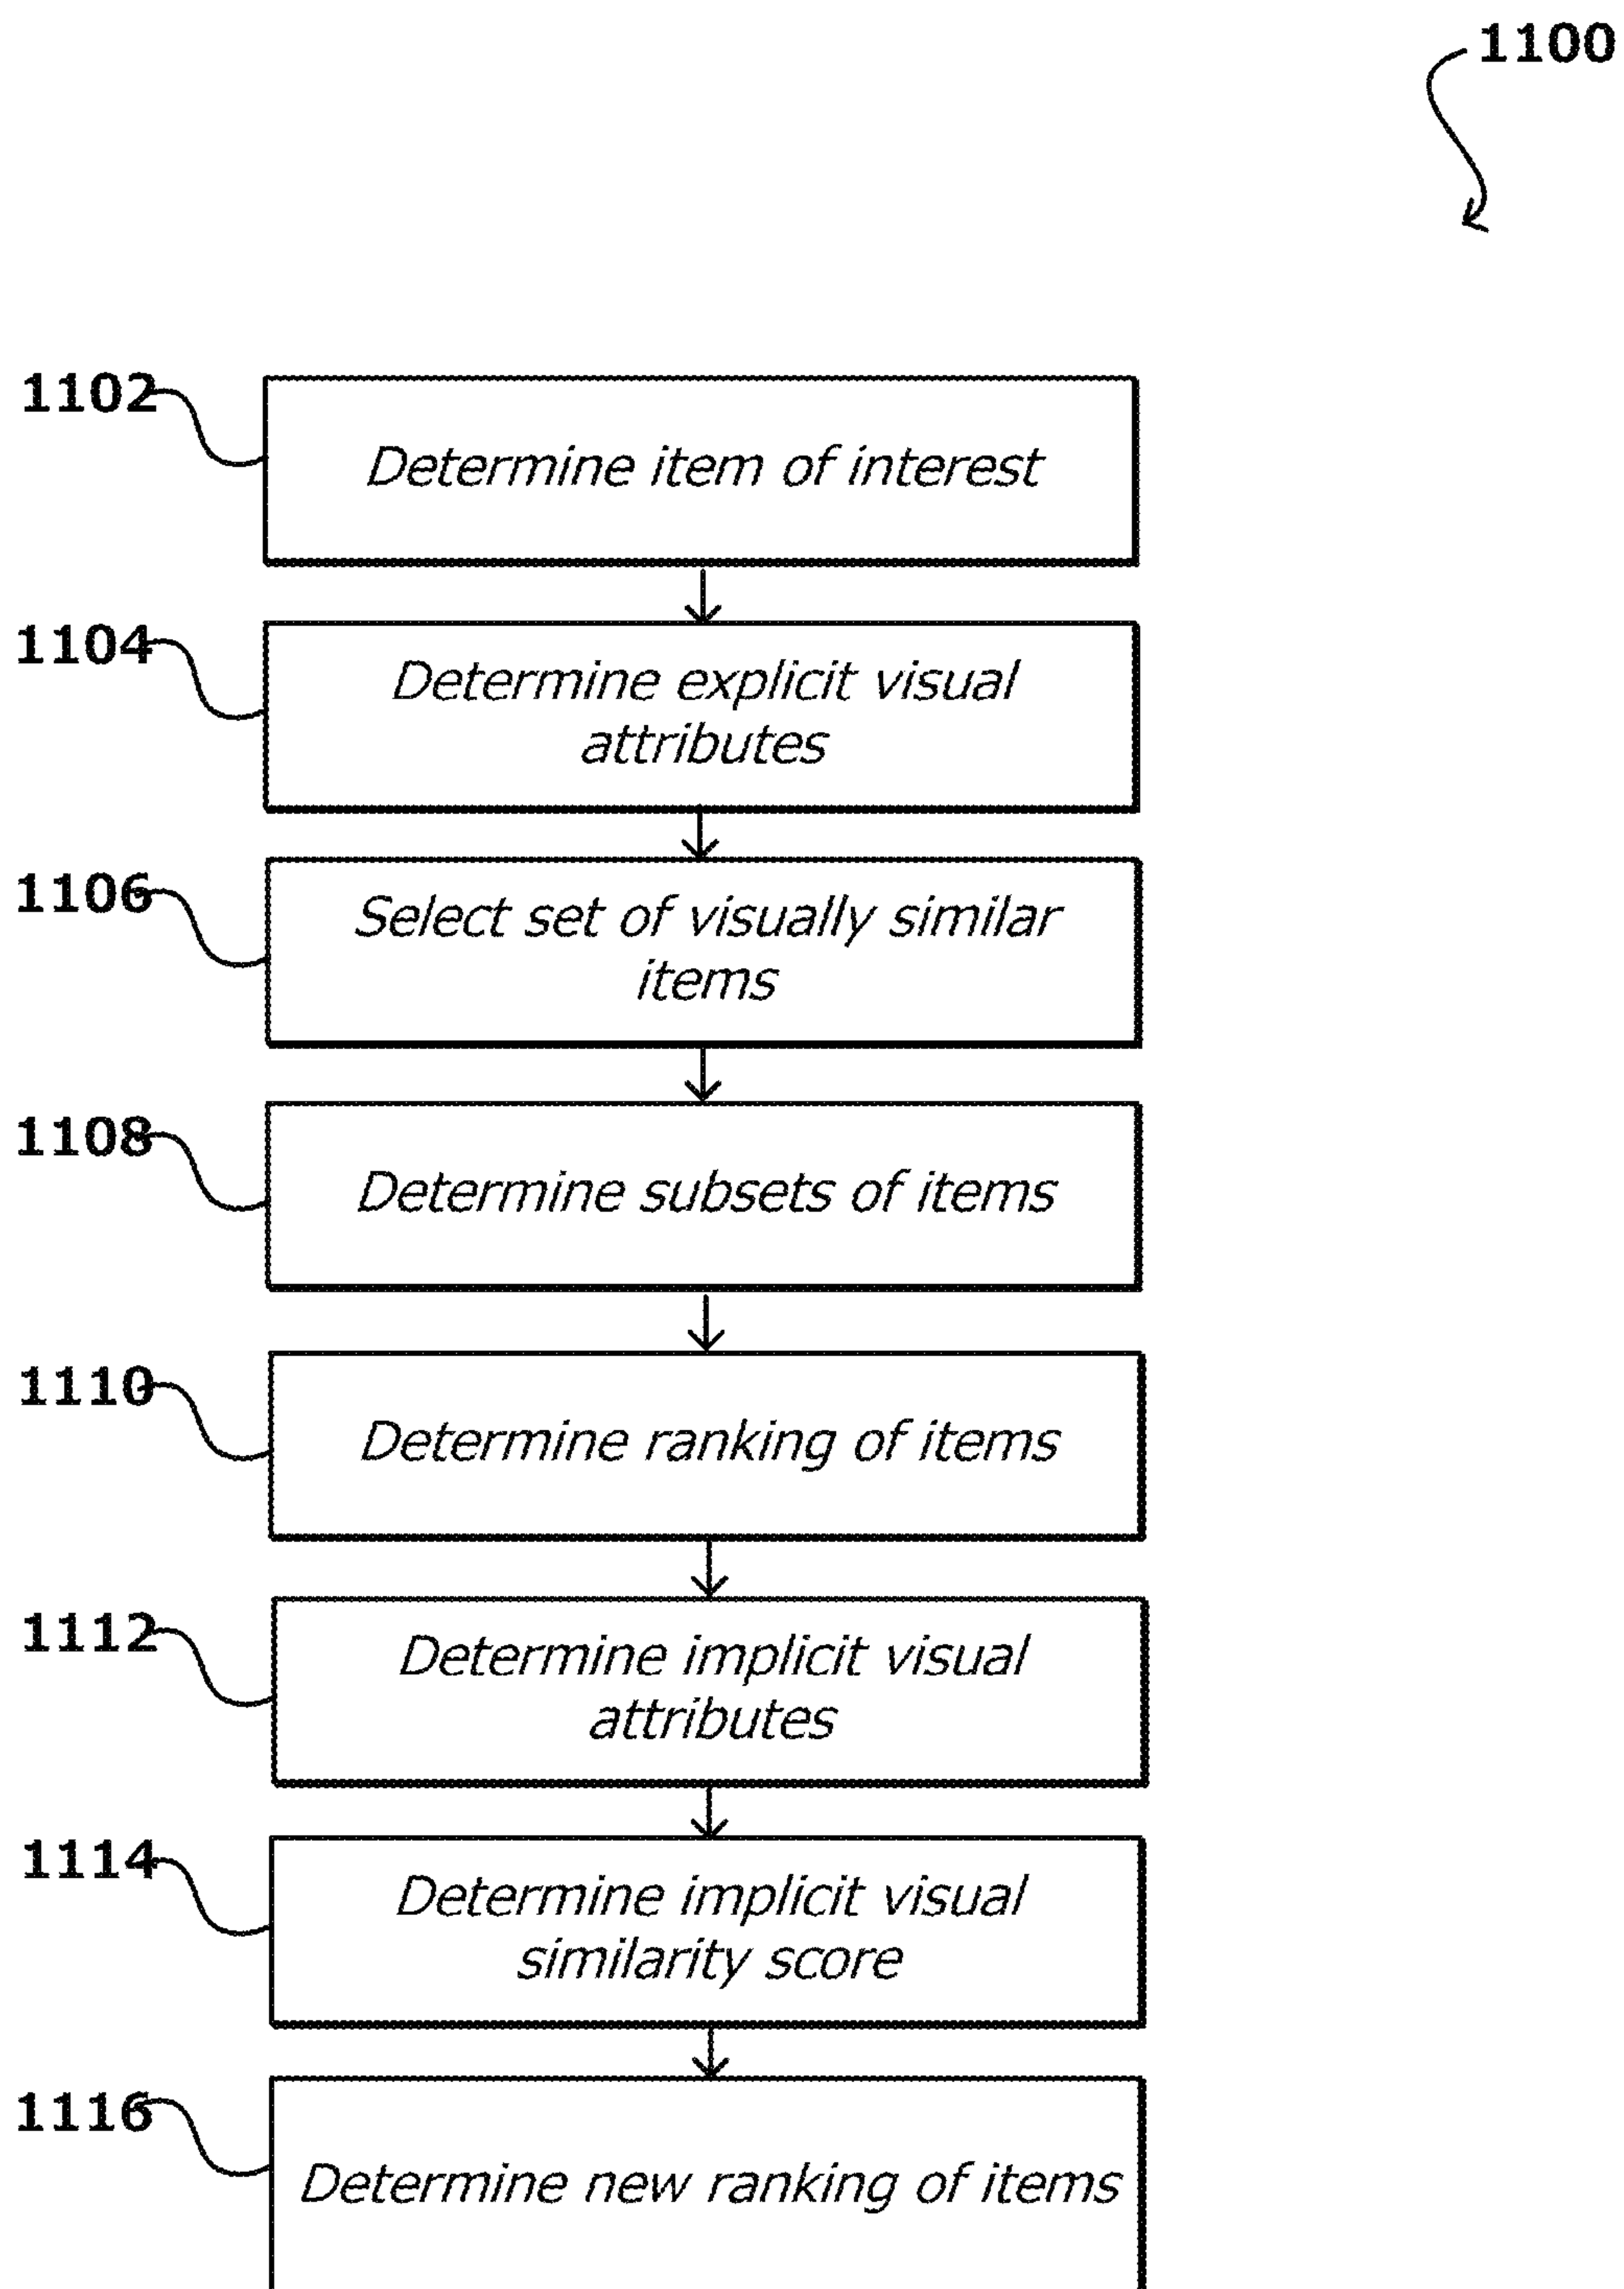 1100
1102
Determine item of interest
1104
Determine explicit visual
attributes
1106
Select set of visually similar
items
1108
Determine subsets of items
1110
Determine ranking of items
1112
Determine implicit visual
attributes
1114
Determine implicit visual
similarity score
1116
Determine new ranking of items